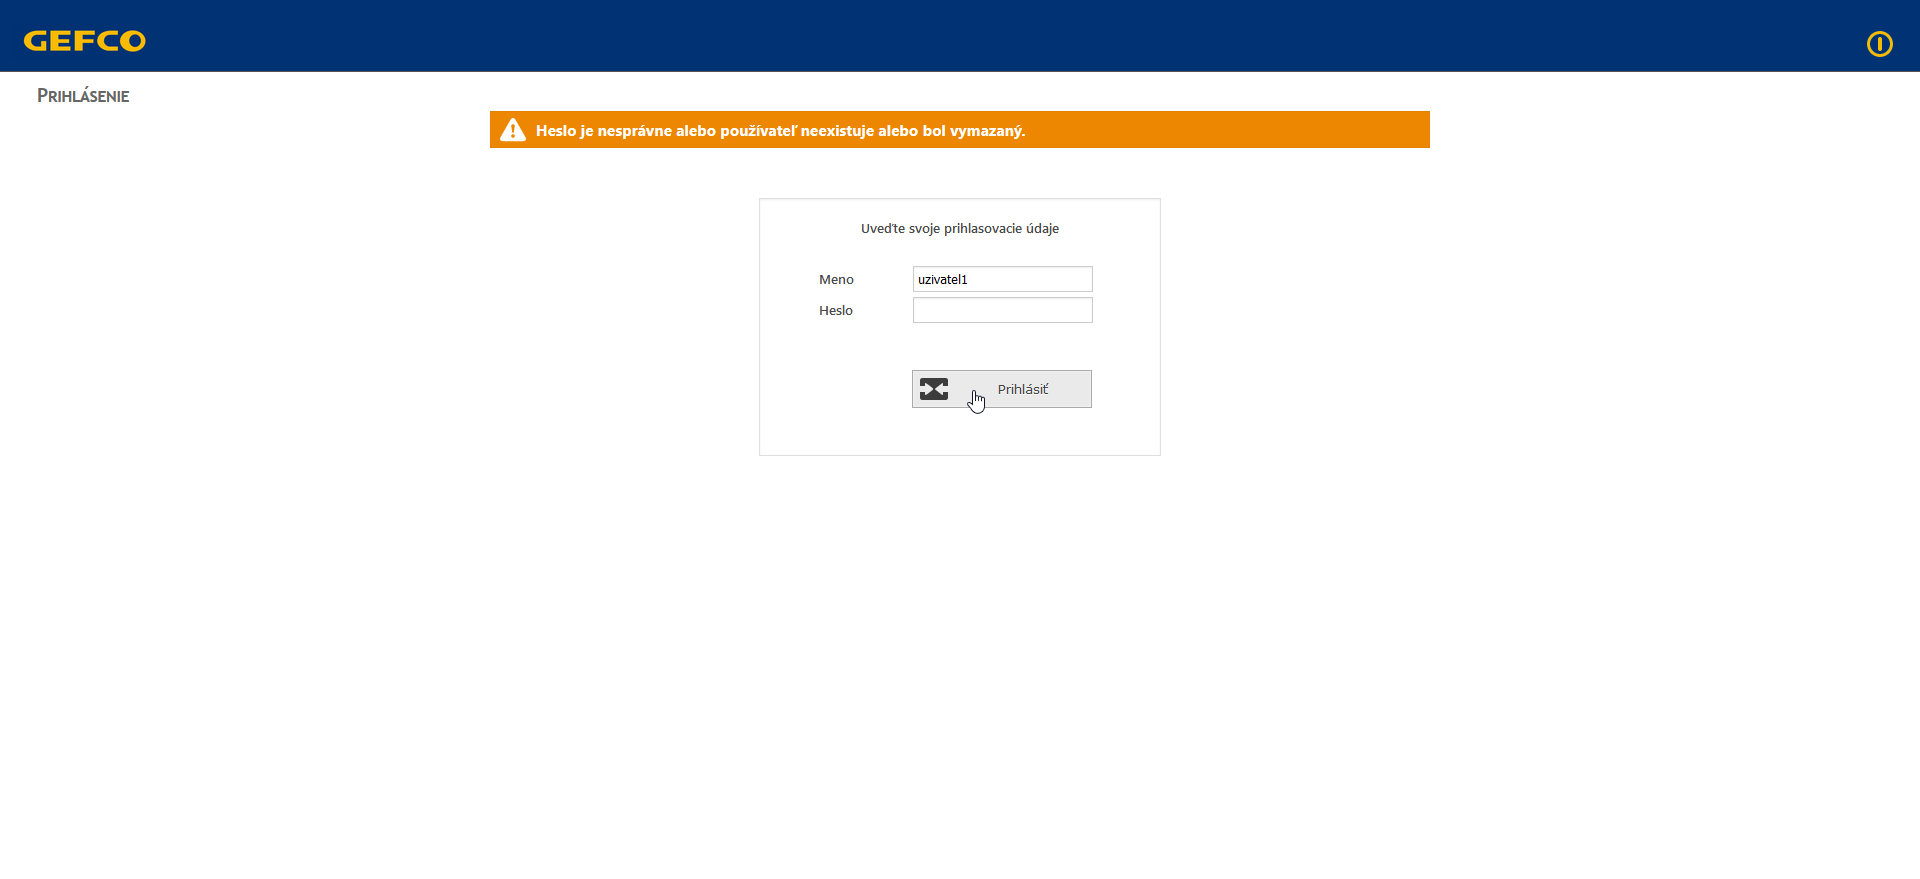 GEFCO
PRIHLÁSENIE
Heslo je nesprávne alebo používateľ neexistuje alebo bol vymazaný.
Uveďte svoje prihlasovacie údaje
Meno uzivatel1
Heslo
Prihlásiť